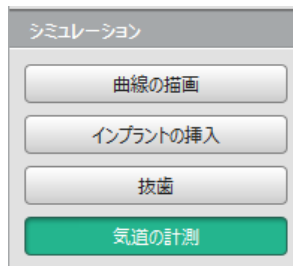 シミュレーション
曲線の描画
インプラントの挿入
抜歯
気道の計測